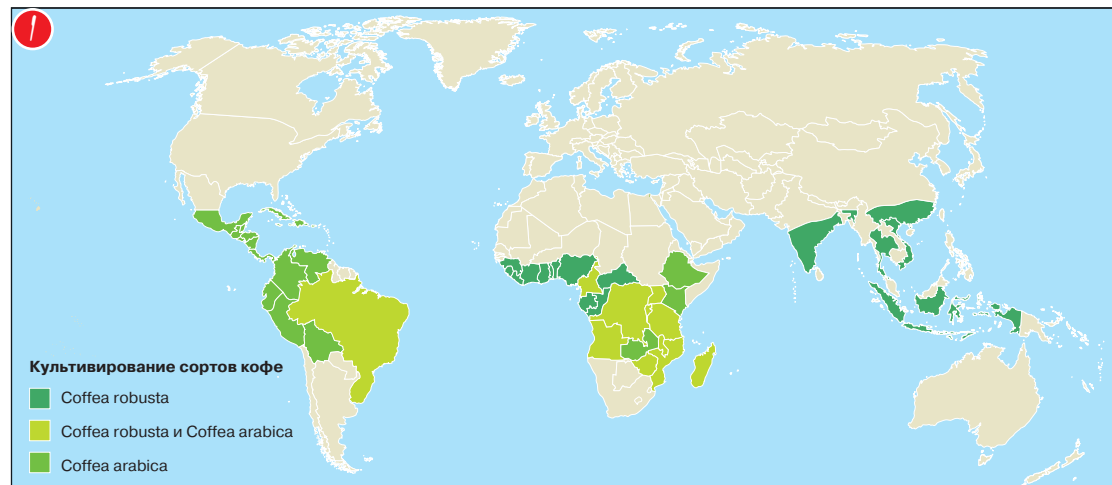 Культивирование сортов кофе
Coffea robusta
Coffea robusta и Coffea arabica
Coffea arabica